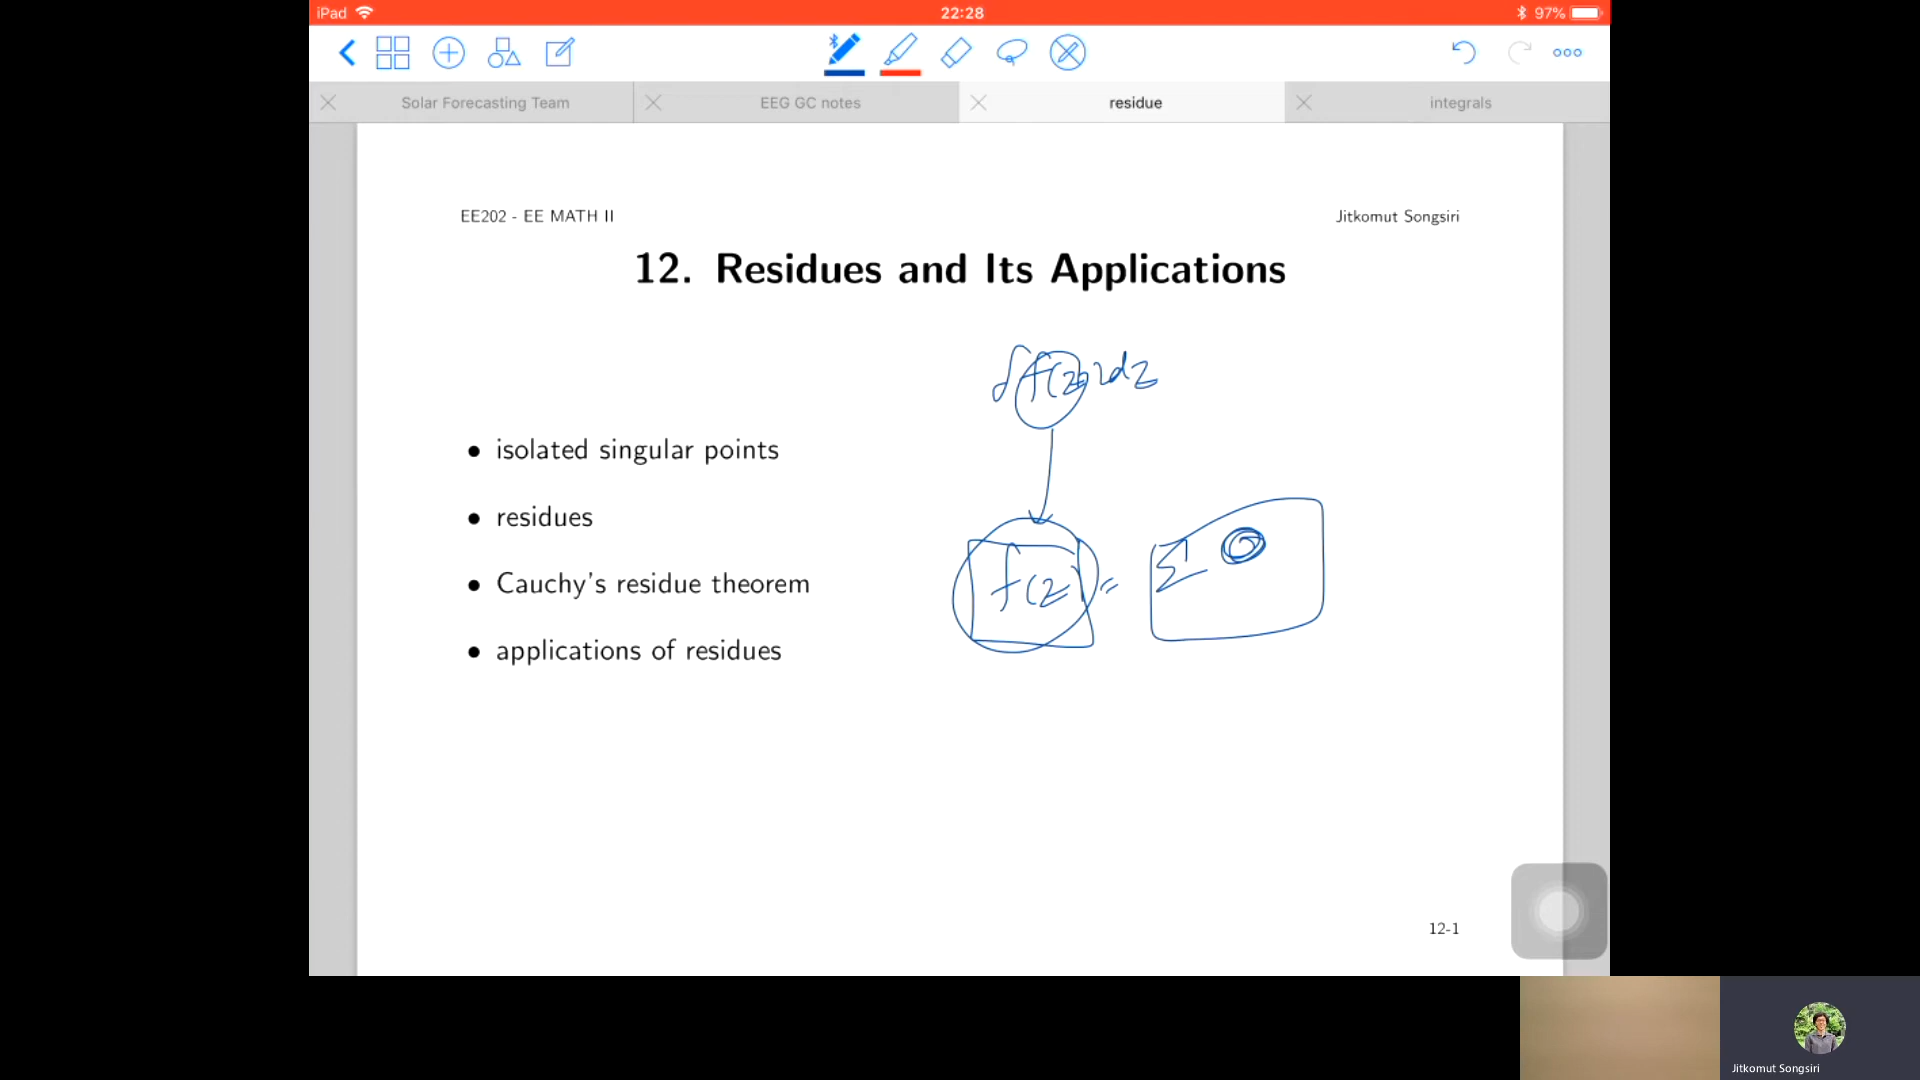 iPad 22:28 97%
Solar Forecasting Team EEG GC notes residue integrals
EE202 - EE MATH II Jitkomut Songsiri
12. Residues and Its Applications
∫f(z)dz
• isolated singular points
• residues
• Cauchy's residue theorem
f(z) = Σ
• applications of residues
12-1
Jitkomut Songsiri